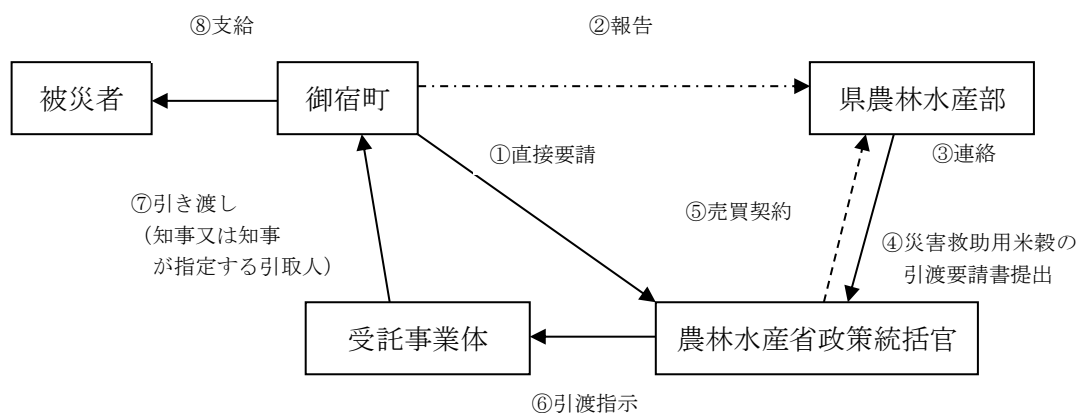 ⑧支給
②報告
被災者
御宿町
県農林水産部
①直接要請
③連絡
⑦引き渡し
(知事又は知事
が指定する引取人)
⑤売買契約
④災害救助用米穀の
引渡要請書提出
受託事業体
農林水産省政策統括官
⑥引渡指示